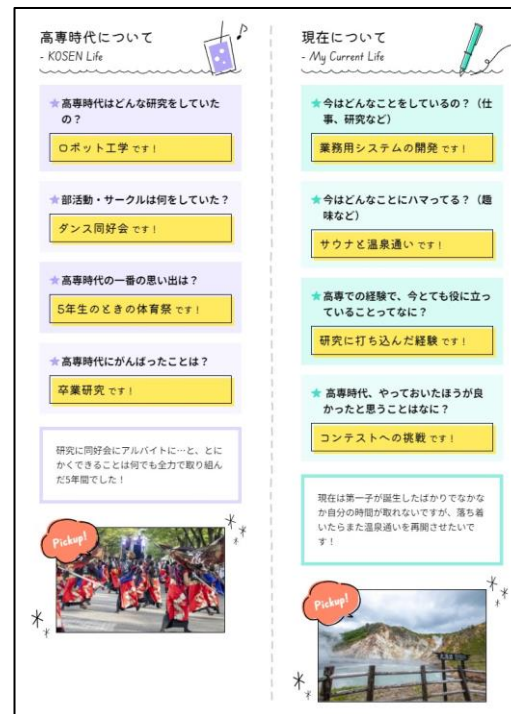 高専時代について
- KOSEN Life
★高専時代はどんな研究をしていた
の？
ロボット工学 です！
★部活動・サークルは何をしていた？
ダンス同好会 です！
★高専時代の一番の思い出は？
5年生のときの体育祭 です！
★高専時代にがんばったことは？
卒業研究 です！
研究に同好会にアルバイトに…と、とに
かくできることは何でも全力で取り組ん
だ5年間でした！
Pickup!
現在について
- My Current Life
★今はどんなことをしているの？（仕
事、研究など）
業務用システムの開発 です！
★今はどんなことにハマってる？（趣
味など）
サウナと温泉通い です！
★高専での経験で、今とても役に立っ
ていることってなに？
研究に打ち込んだ経験 です！
★ 高専時代、やっておいたほうが良
かったと思うことはなに？
コンテストへの挑戦 です！
現在は第一子が誕生したばかりでなかな
か自分の時間が取れないですが、落ち着
いたらまた温泉通いを再開させたいで
す！
Pickup!